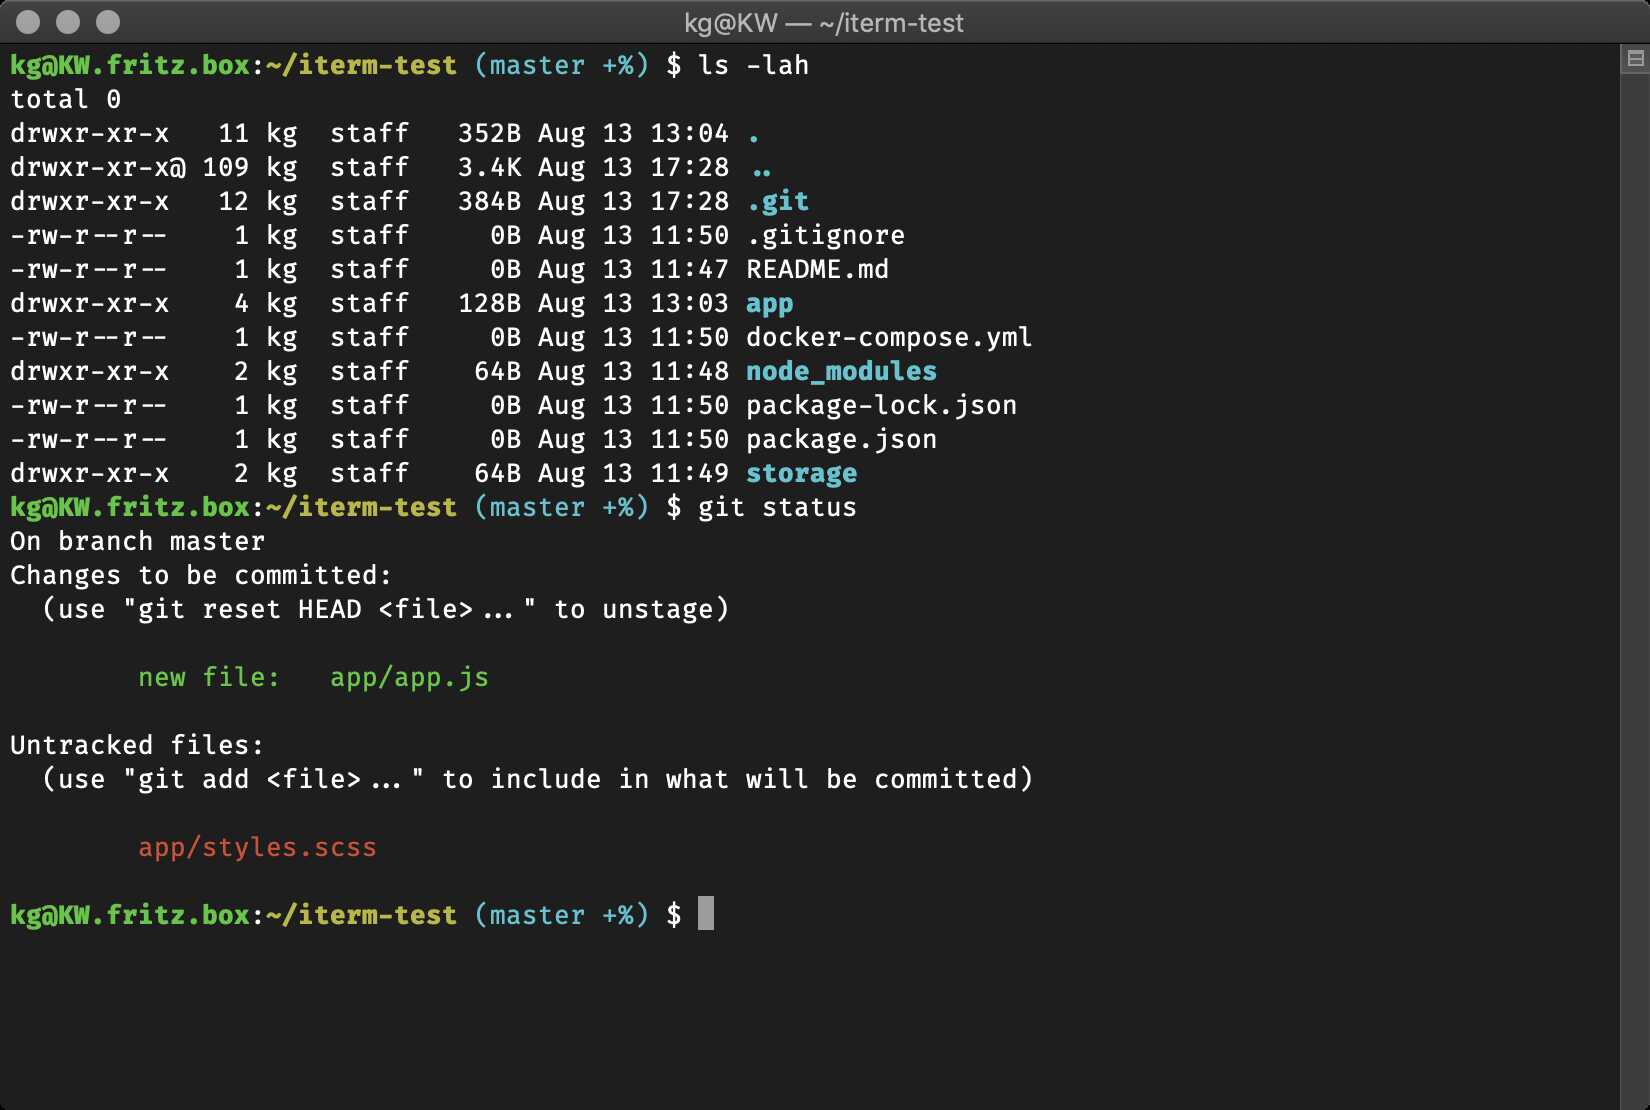 kg@KW — ~/iterm-test
kg@KW.fritz.box:~/iterm-test (master +%) $ ls -lah
total 0
drwxr-xr-x   11 kg  staff   352B Aug 13 13:04 .
drwxr-xr-x@ 109 kg  staff   3.4K Aug 13 17:28 ..
drwxr-xr-x   12 kg  staff   384B Aug 13 17:28 .git
-rw-r--r--    1 kg  staff     0B Aug 13 11:50 .gitignore
-rw-r--r--    1 kg  staff     0B Aug 13 11:47 README.md
drwxr-xr-x    4 kg  staff   128B Aug 13 13:03 app
-rw-r--r--    1 kg  staff     0B Aug 13 11:50 docker-compose.yml
drwxr-xr-x    2 kg  staff    64B Aug 13 11:48 node_modules
-rw-r--r--    1 kg  staff     0B Aug 13 11:50 package-lock.json
-rw-r--r--    1 kg  staff     0B Aug 13 11:50 package.json
drwxr-xr-x    2 kg  staff    64B Aug 13 11:49 storage
kg@KW.fritz.box:~/iterm-test (master +%) $ git status
On branch master
Changes to be committed:
  (use "git reset HEAD <file>..." to unstage)
        new file:   app/app.js
Untracked files:
  (use "git add <file>..." to include in what will be committed)
        app/styles.scss
kg@KW.fritz.box:~/iterm-test (master +%) $